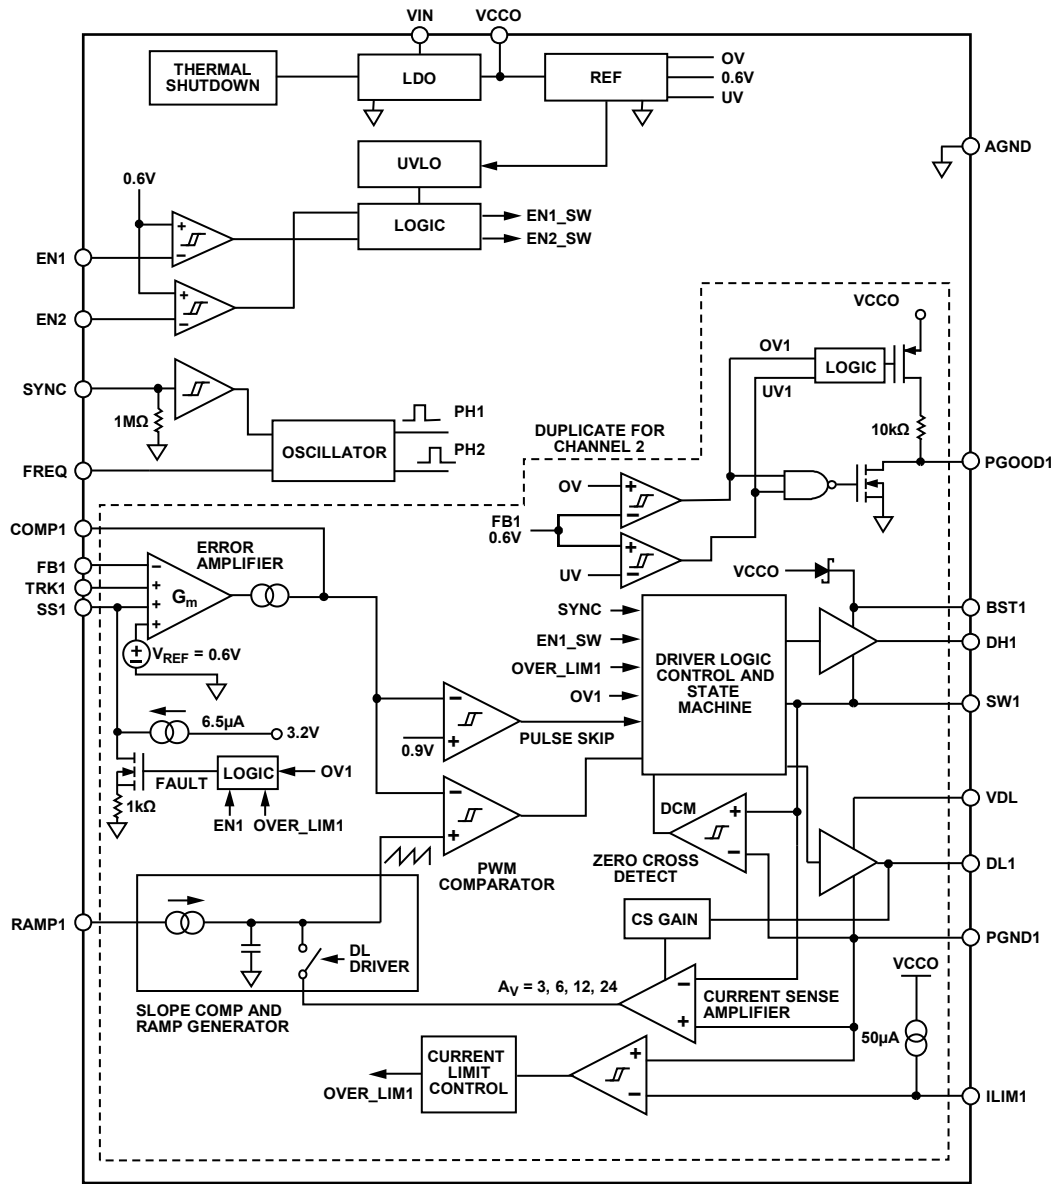 VIN
VCCO
THERMAL
SHUTDOWN
LDO
REF
OV
0.6V
UV
AGND
UVLO
0.6V
LOGIC
EN1_SW
EN2_SW
+
−
EN1
+
−
EN2
VCCO
SYNC
1MΩ
OV1
LOGIC
UV1
PH1
OSCILLATOR
PH2
FREQ
10kΩ
DUPLICATE FOR
CHANNEL 2
PGOOD1
OV
+
−
FB1
0.6V
+
−
UV
COMP1
ERROR
AMPLIFIER
FB1
TRK1
SS1
−
+
+
+
Gm
VREF = 0.6V
VCCO
BST1
DH1
SW1
SYNC
EN1_SW
OVER_LIM1
OV1
DRIVER LOGIC
CONTROL AND
STATE
MACHINE
6.5µA
3.2V
−
+
0.9V
PULSE SKIP
FAULT
LOGIC
OV1
1kΩ
EN1
OVER_LIM1
−
+
PWM
COMPARATOR
DCM
+
−
ZERO CROSS
DETECT
VDL
DL1
RAMP1
DL
DRIVER
SLOPE COMP AND
RAMP GENERATOR
CS GAIN
PGND1
AV = 3, 6, 12, 24
−
+
CURRENT SENSE
AMPLIFIER
VCCO
50µA
OVER_LIM1
CURRENT
LIMIT
CONTROL
+
−
ILIM1